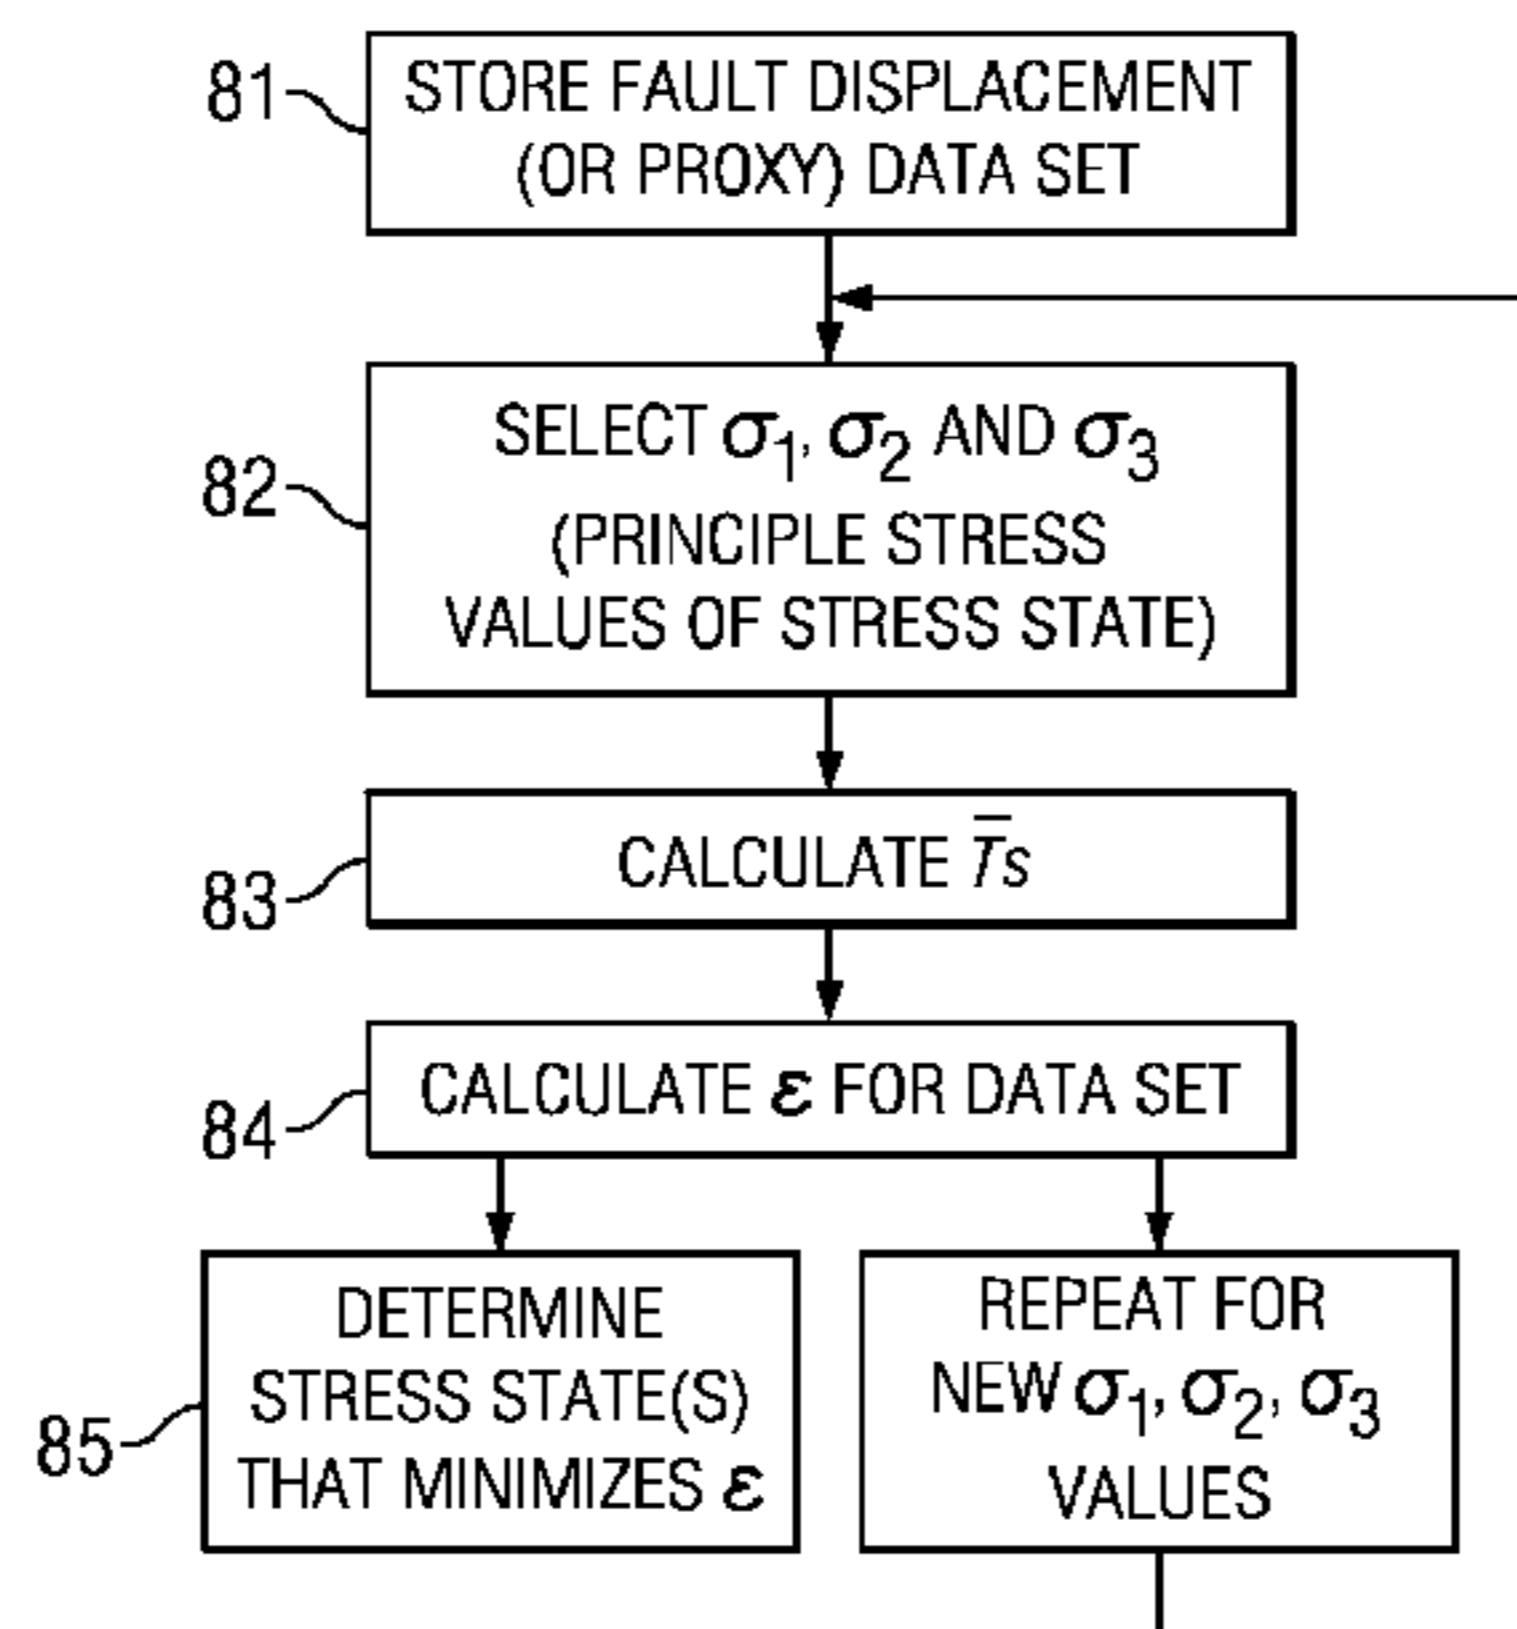 81
STORE FAULT DISPLACEMENT
(OR PROXY) DATA SET
82
SELECT σ1, σ2 AND σ3
(PRINCIPLE STRESS
VALUES OF STRESS STATE)
83
CALCULATE T̅s
84
CALCULATE ε FOR DATA SET
85
DETERMINE
STRESS STATE(S)
THAT MINIMIZES ε
REPEAT FOR
NEW σ1, σ2, σ3
VALUES